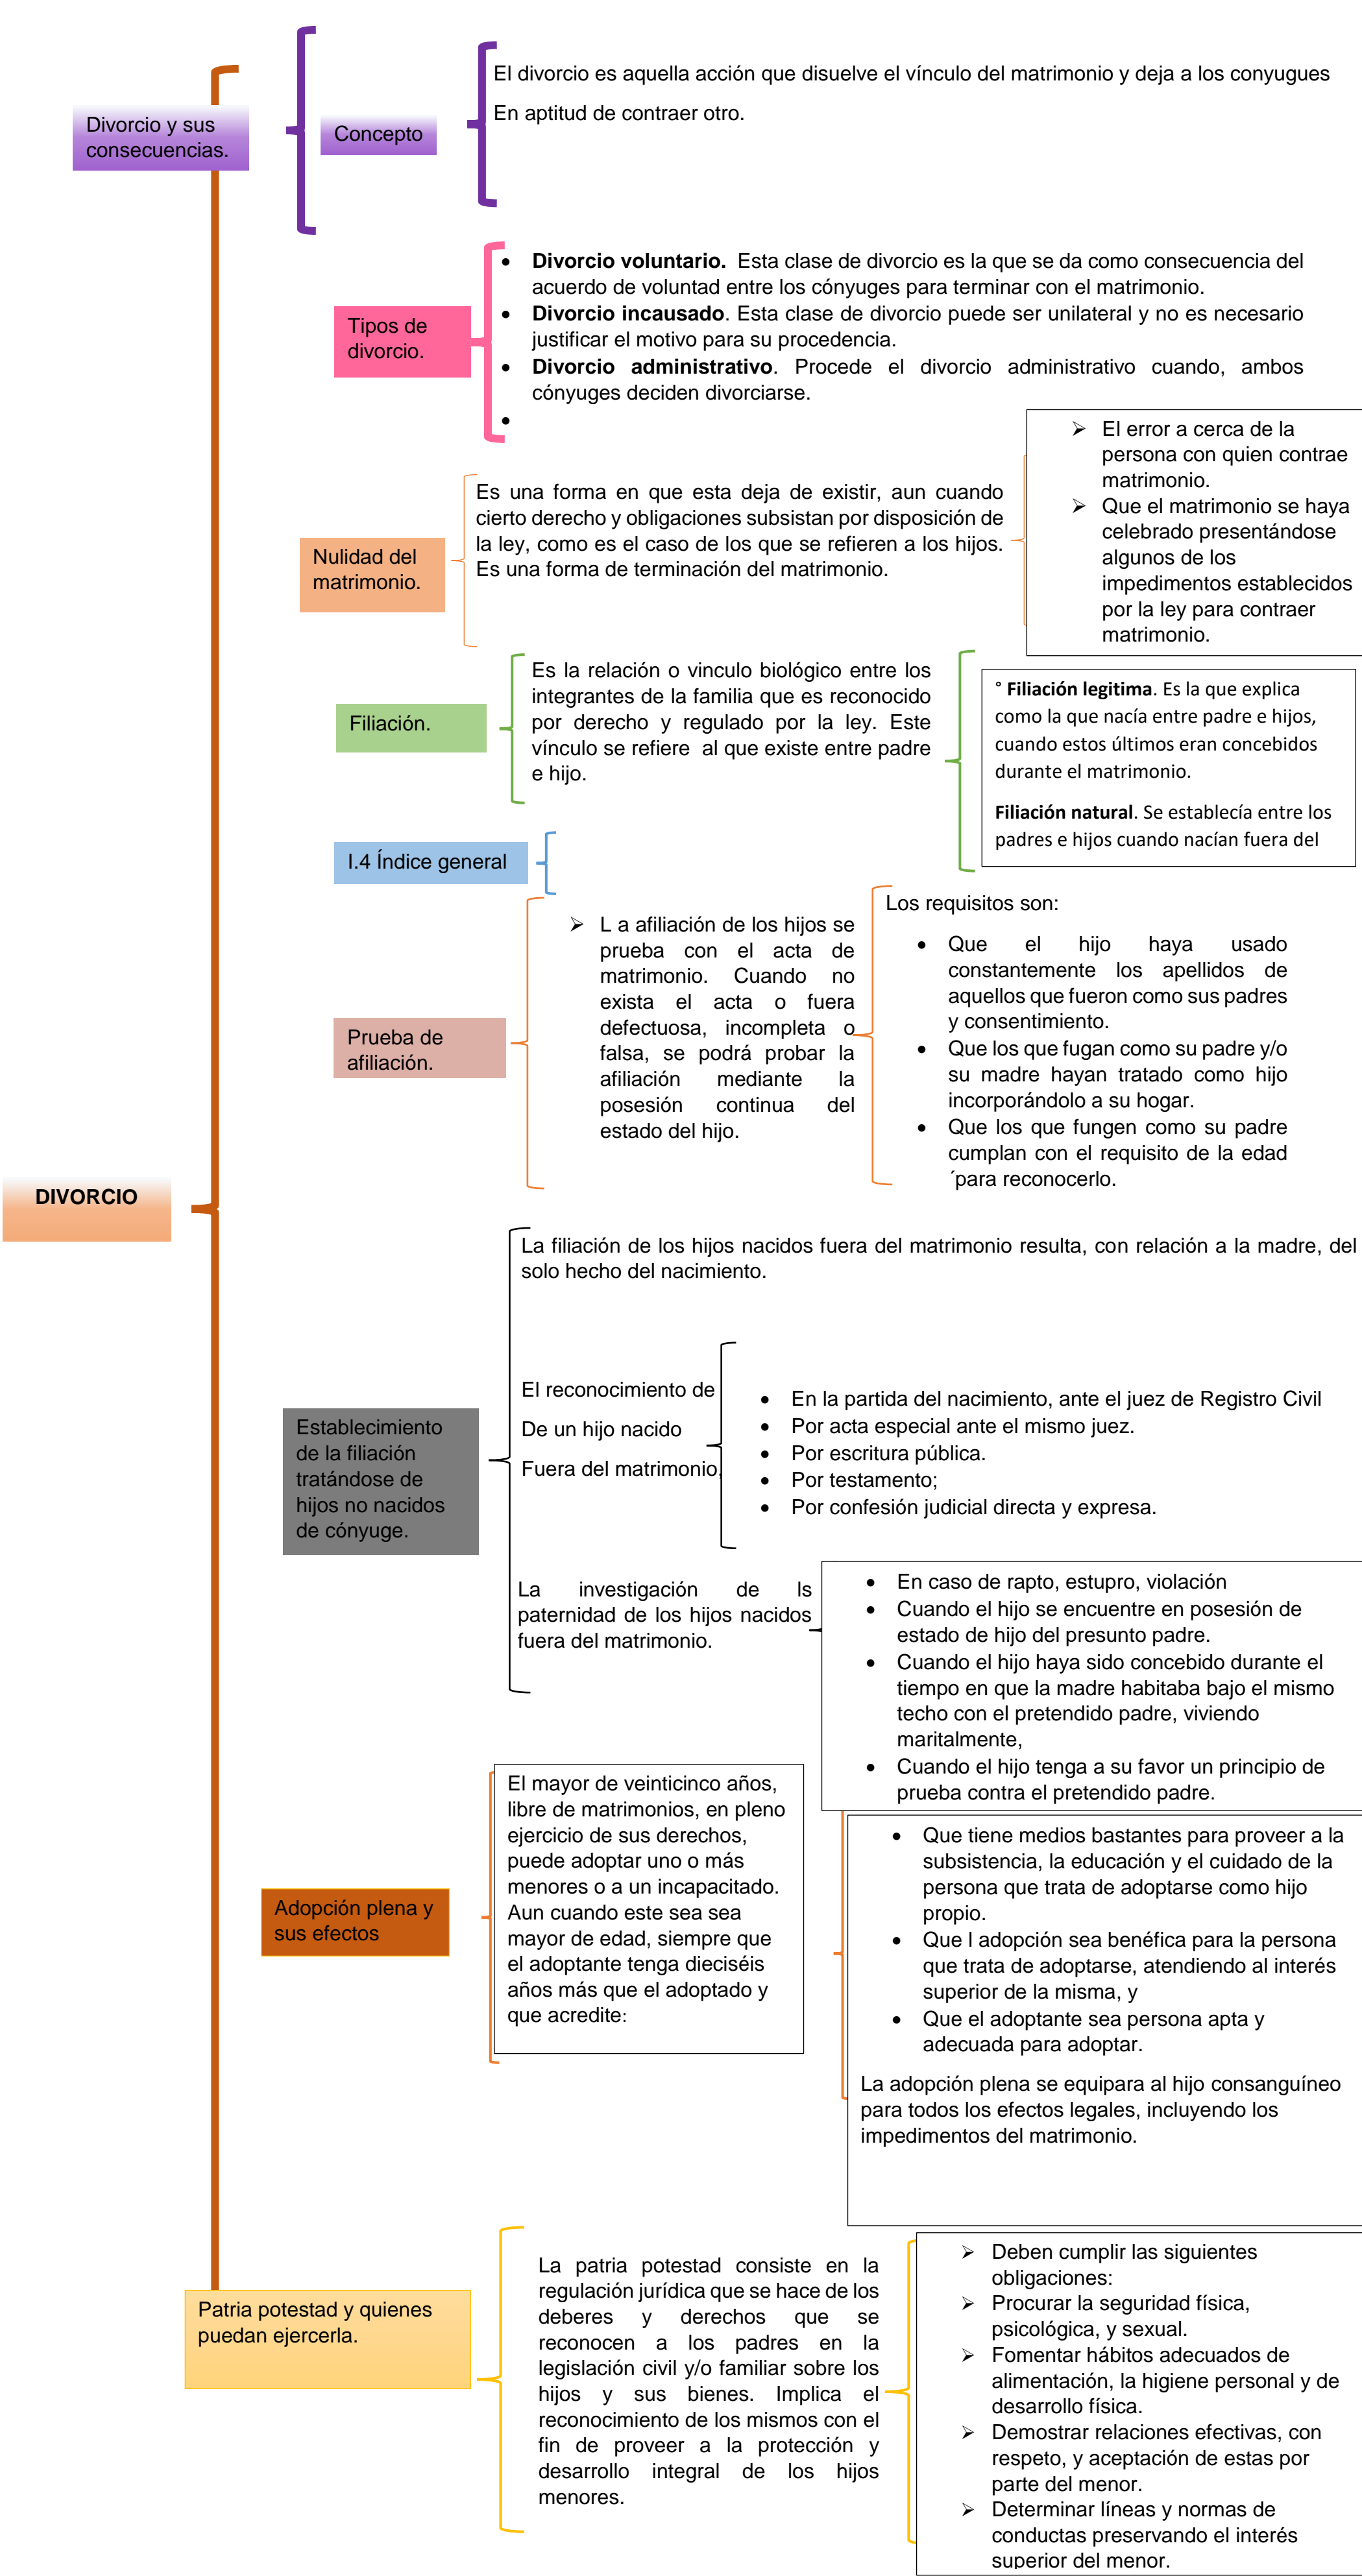 Divorcio y sus
consecuencias.
Concepto
El divorcio es aquella acción que disuelve el vínculo del matrimonio y deja a los conyugues
En aptitud de contraer otro.
Tipos de
divorcio.
• Divorcio voluntario. Esta clase de divorcio es la que se da como consecuencia del
acuerdo de voluntad entre los cónyuges para terminar con el matrimonio.
• Divorcio incausado. Esta clase de divorcio puede ser unilateral y no es necesario
justificar el motivo para su procedencia.
• Divorcio administrativo. Procede el divorcio administrativo cuando, ambos
cónyuges deciden divorciarse.
•
Nulidad del
matrimonio.
Es una forma en que esta deja de existir, aun cuando
cierto derecho y obligaciones subsistan por disposición de
la ley, como es el caso de los que se refieren a los hijos.
Es una forma de terminación del matrimonio.
➢ El error a cerca de la
persona con quien contrae
matrimonio.
➢ Que el matrimonio se haya
celebrado presentándose
algunos de los
impedimentos establecidos
por la ley para contraer
matrimonio.
Filiación.
Es la relación o vinculo biológico entre los
integrantes de la familia que es reconocido
por derecho y regulado por la ley. Este
vínculo se refiere al que existe entre padre
e hijo.
° Filiación legitima. Es la que explica
como la que nacía entre padre e hijos,
cuando estos últimos eran concebidos
durante el matrimonio.
Filiación natural. Se establecía entre los
padres e hijos cuando nacían fuera del
I.4 Índice general
Prueba de
afiliación.
➢ L a afiliación de los hijos se
prueba con el acta de
matrimonio. Cuando no
exista el acta o fuera
defectuosa, incompleta o
falsa, se podrá probar la
afiliación mediante la
posesión continua del
estado del hijo.
Los requisitos son:
• Que el hijo haya usado
constantemente los apellidos de
aquellos que fueron como sus padres
y consentimiento.
• Que los que fugan como su padre y/o
su madre hayan tratado como hijo
incorporándolo a su hogar.
• Que los que fungen como su padre
cumplan con el requisito de la edad
´para reconocerlo.
DIVORCIO
Establecimiento
de la filiación
tratándose de
hijos no nacidos
de cónyuge.
La filiación de los hijos nacidos fuera del matrimonio resulta, con relación a la madre, del
solo hecho del nacimiento.
El reconocimiento de
De un hijo nacido
Fuera del matrimonio,
• En la partida del nacimiento, ante el juez de Registro Civil
• Por acta especial ante el mismo juez.
• Por escritura pública.
• Por testamento;
• Por confesión judicial directa y expresa.
La investigación de ls
paternidad de los hijos nacidos
fuera del matrimonio.
• En caso de rapto, estupro, violación
• Cuando el hijo se encuentre en posesión de
estado de hijo del presunto padre.
• Cuando el hijo haya sido concebido durante el
tiempo en que la madre habitaba bajo el mismo
techo con el pretendido padre, viviendo
maritalmente,
• Cuando el hijo tenga a su favor un principio de
prueba contra el pretendido padre.
Adopción plena y
sus efectos
El mayor de veinticinco años,
libre de matrimonios, en pleno
ejercicio de sus derechos,
puede adoptar uno o más
menores o a un incapacitado.
Aun cuando este sea sea
mayor de edad, siempre que
el adoptante tenga dieciséis
años más que el adoptado y
que acredite:
• Que tiene medios bastantes para proveer a la
subsistencia, la educación y el cuidado de la
persona que trata de adoptarse como hijo
propio.
• Que l adopción sea benéfica para la persona
que trata de adoptarse, atendiendo al interés
superior de la misma, y
• Que el adoptante sea persona apta y
adecuada para adoptar.
La adopción plena se equipara al hijo consanguíneo
para todos los efectos legales, incluyendo los
impedimentos del matrimonio.
Patria potestad y quienes
puedan ejercerla.
La patria potestad consiste en la
regulación jurídica que se hace de los
deberes y derechos que se
reconocen a los padres en la
legislación civil y/o familiar sobre los
hijos y sus bienes. Implica el
reconocimiento de los mismos con el
fin de proveer a la protección y
desarrollo integral de los hijos
menores.
➢ Deben cumplir las siguientes
obligaciones:
➢ Procurar la seguridad física,
psicológica, y sexual.
➢ Fomentar hábitos adecuados de
alimentación, la higiene personal y de
desarrollo física.
➢ Demostrar relaciones efectivas, con
respeto, y aceptación de estas por
parte del menor.
➢ Determinar líneas y normas de
conductas preservando el interés
superior del menor.